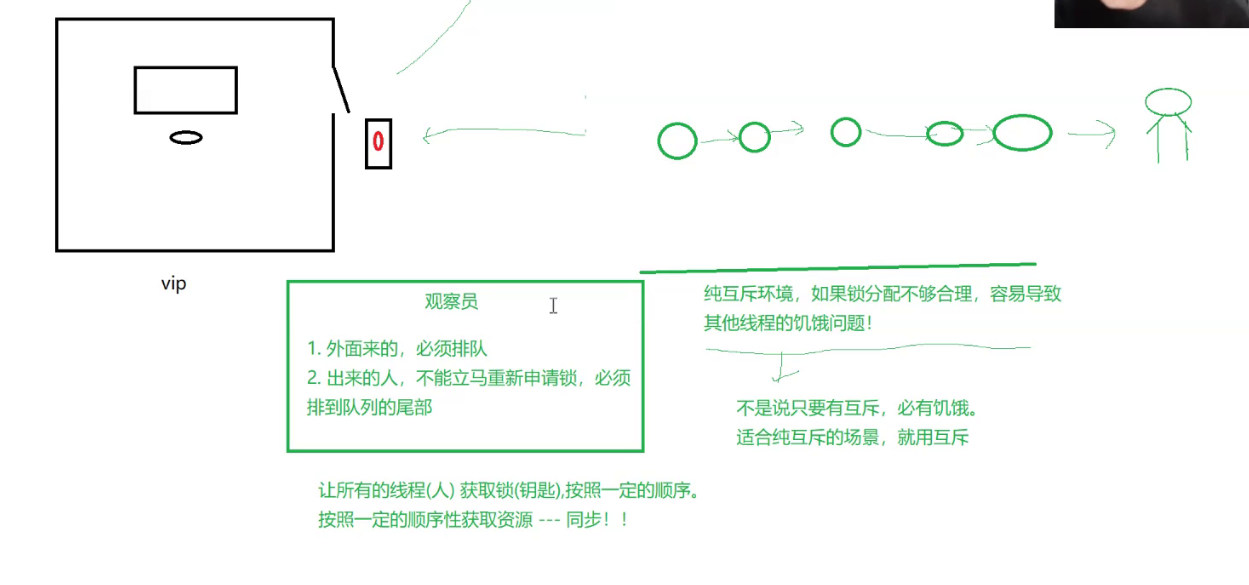 vip
观察员
1. 外面来的，必须排队
2. 出来的人，不能立马重新申请锁，必须
排到队列的尾部
纯互斥环境，如果锁分配不够合理，容易导致
其他线程的饥饿问题！
不是说只要有互斥，必有饥饿。
适合纯互斥的场景，就用互斥
让所有的线程(人) 获取锁(钥匙),按照一定的顺序。
按照一定的顺序性获取资源 --- 同步！！